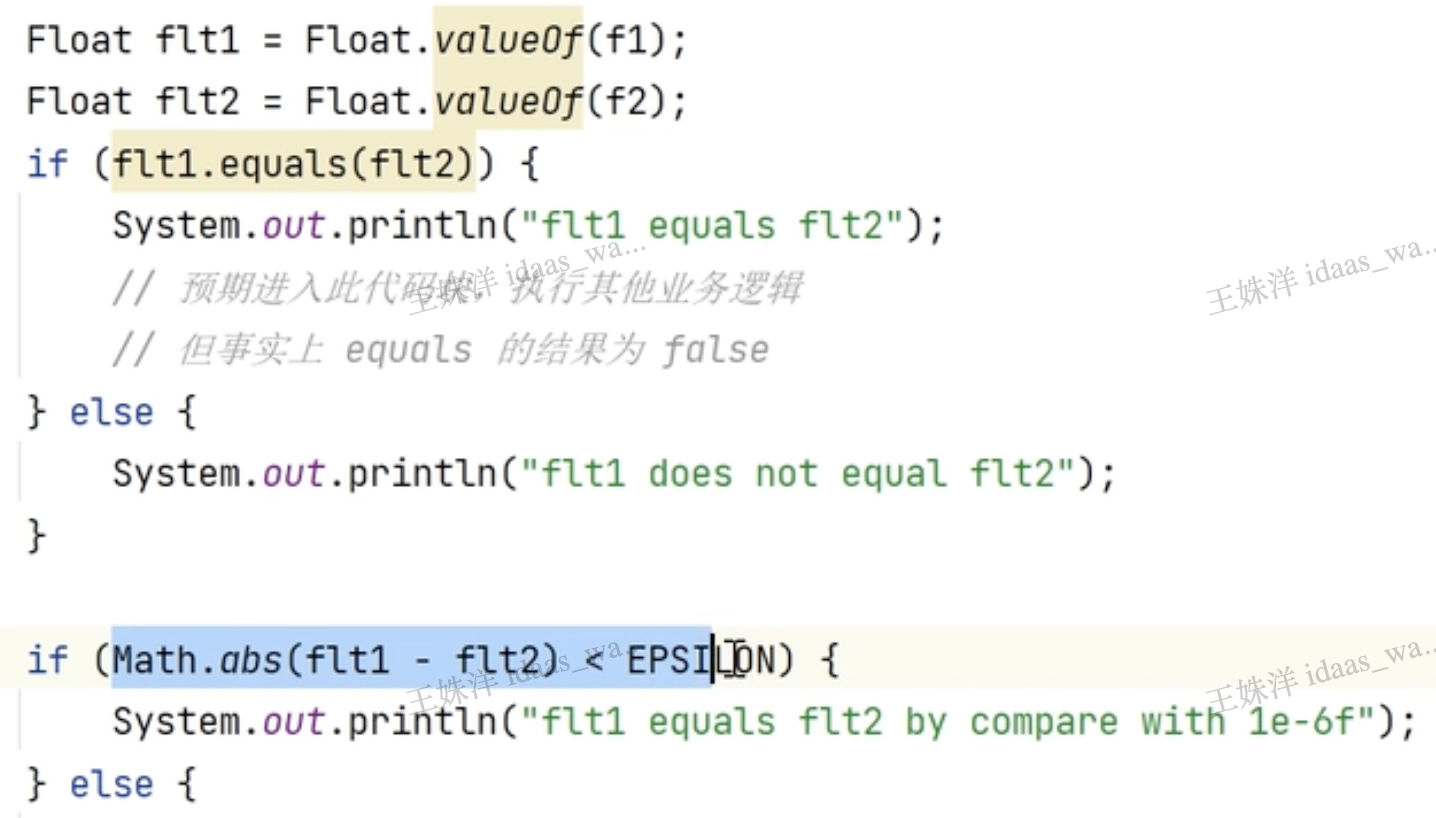 Float flt1 = Float.valueOf(f1);
Float flt2 = Float.valueOf(f2);
if (flt1.equals(flt2)) {
System.out.println("flt1 equals flt2");
// 预期进入此代码块，执行其他业务逻辑
// 但事实上 equals 的结果为 false
} else {
System.out.println("flt1 does not equal flt2");
}
if (Math.abs(flt1 - flt2) < EPSILON) {
System.out.println("flt1 equals flt2 by compare with 1e-6f");
} else {
王姝洋 idaas_wa...
王姝洋 idaas_wa...
王姝洋 idaas_wa...
王姝洋 idaas_wa...